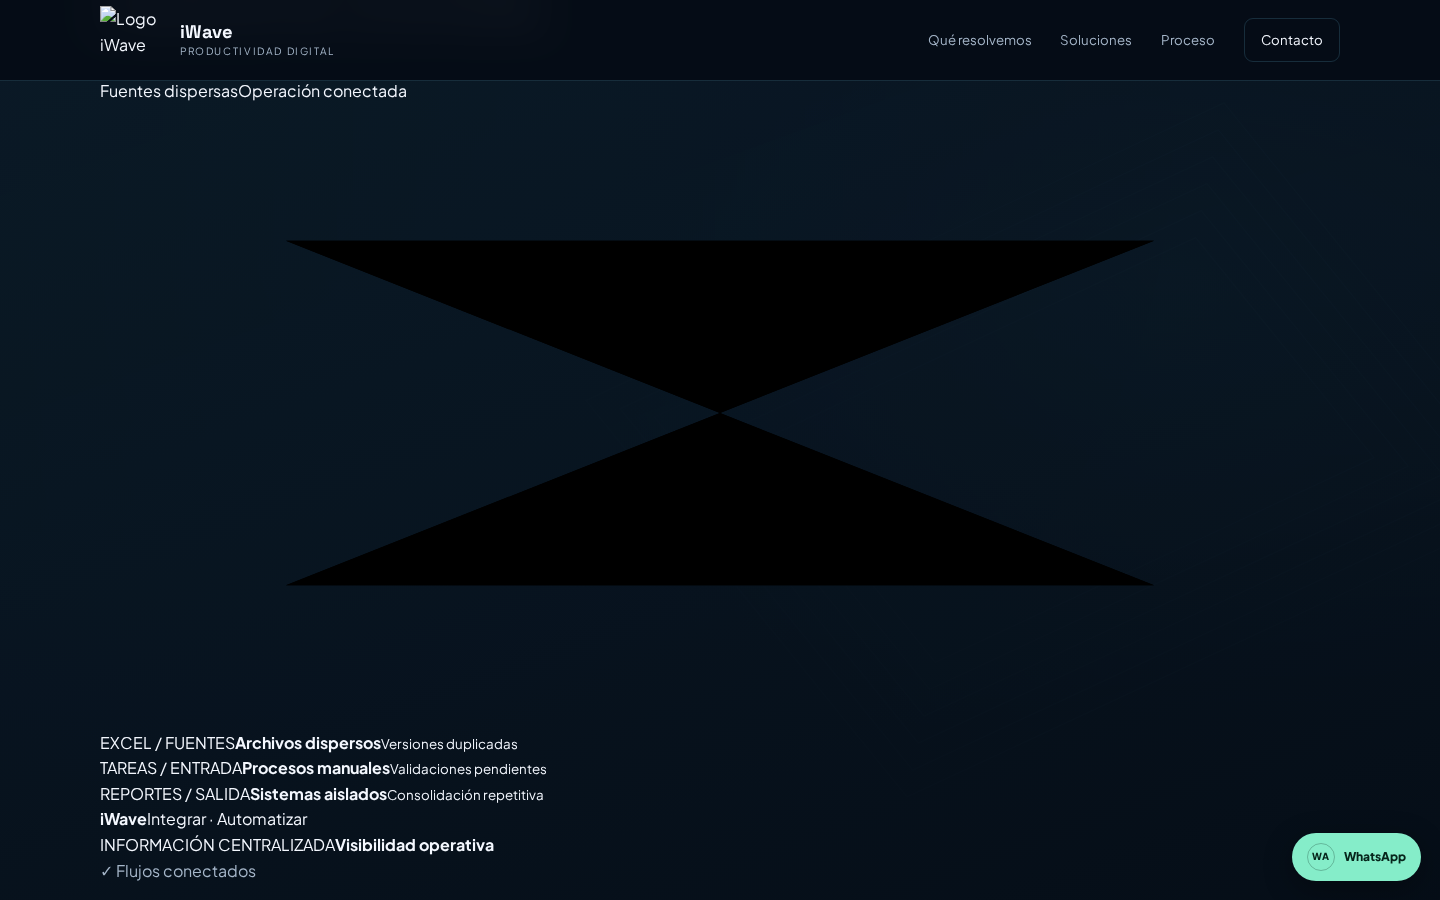 Logo iWave
iWave
PRODUCTIVIDAD DIGITAL
Qué resolvemos
Soluciones
Proceso
Contacto
Fuentes dispersasOperación conectada
EXCEL / FUENTESArchivos dispersosVersiones duplicadas
TAREAS / ENTRADAProcesos manualesValidaciones pendientes
REPORTES / SALIDASistemas aisladosConsolidación repetitiva
iWaveIntegrar · Automatizar
INFORMACIÓN CENTRALIZADAVisibilidad operativa
✓ Flujos conectados
WA WhatsApp